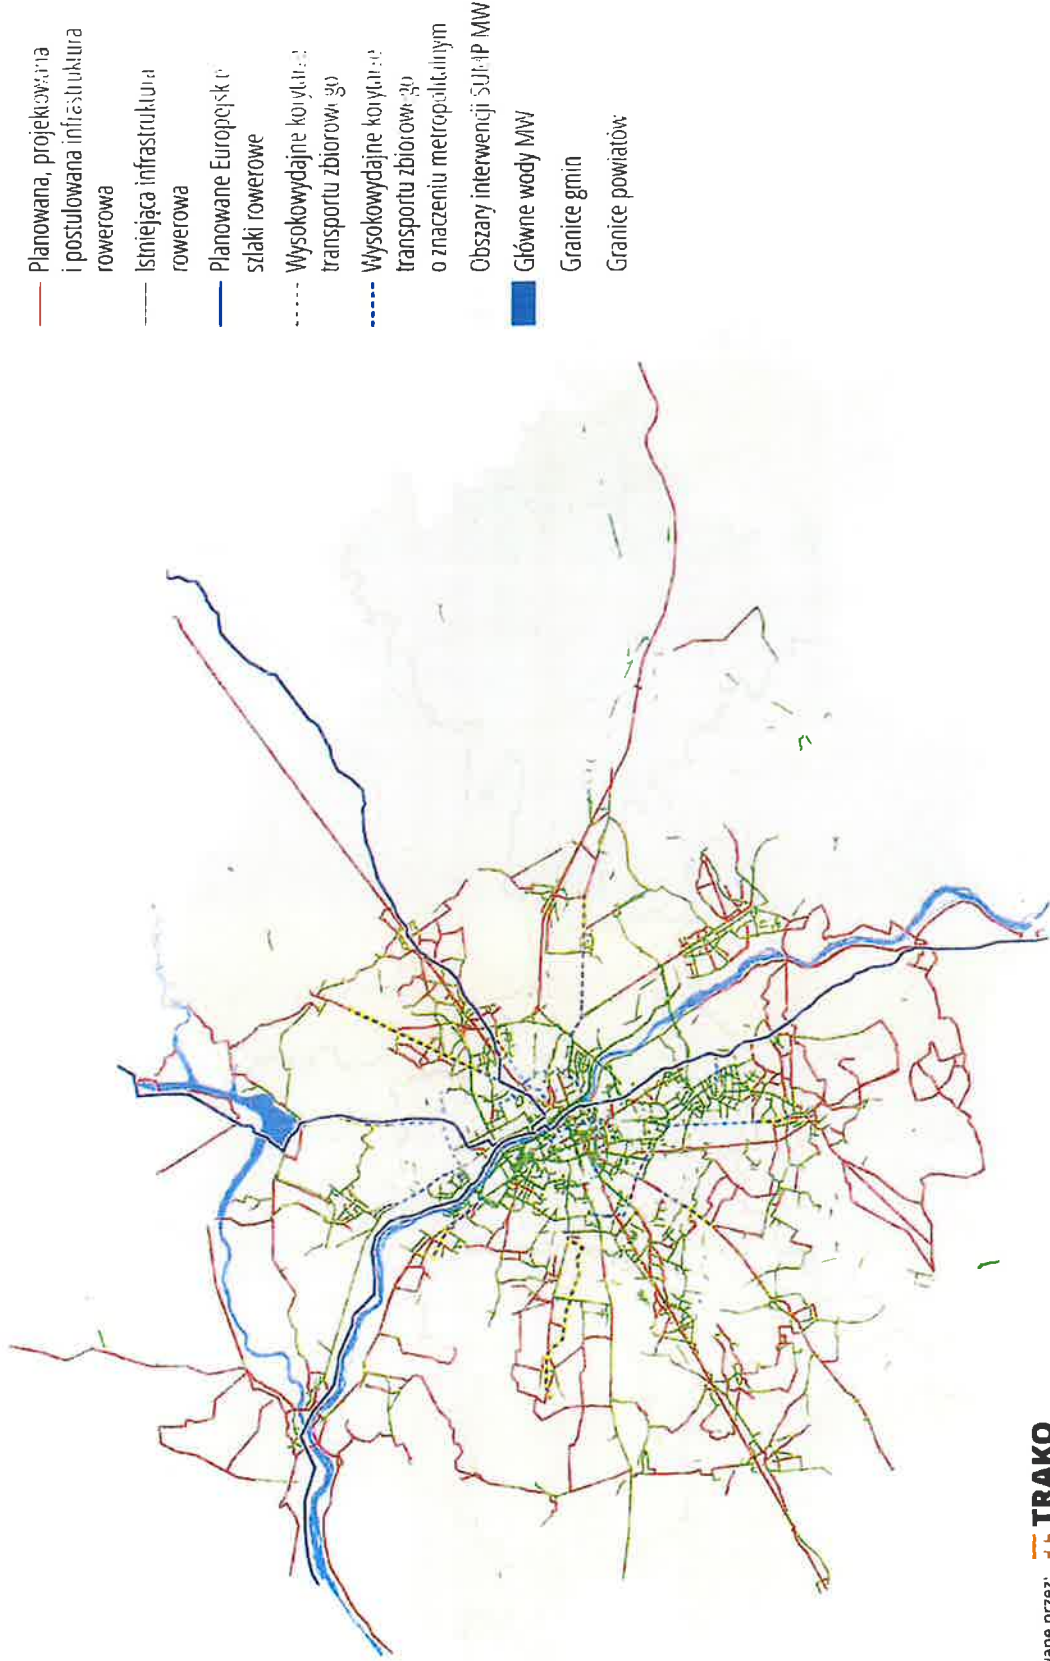 Planowana, projektowana
i postulowana infrastruktura
rowerowa
Istniejąca infrastruktura
rowerowa
Planowane Europejskie
szlaki rowerowe
Wysokowydajne korytarze
transportu zbiorowego
Wysokowydajne korytarze
transportu zbiorowego
o znaczeniu metropolitalnym
Obszary interwencji SUMP MW
Główne wody MW
Granice gmin
Granice powiatów
przez:
TRAKO